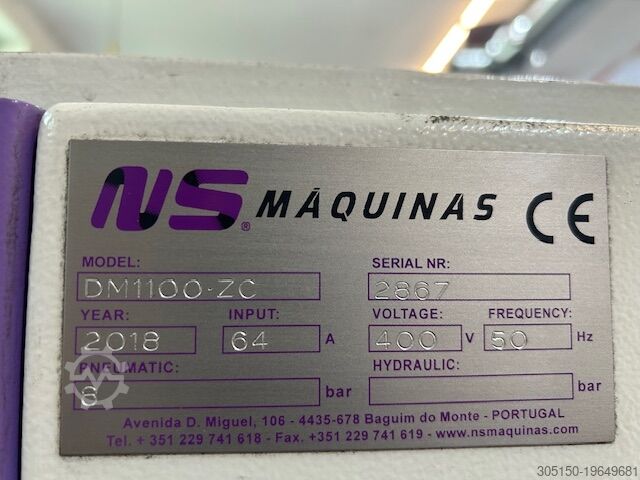 NS® MÁQUINAS CE
MODEL: SERIAL NR:
DM1100-ZC 2867
YEAR: INPUT: VOLTAGE: FREQUENCY:
2018 64 A 400 V 50 Hz
PNEUMATIC: HYDRAULIC:
6 bar bar
Avenida D. Miguel, 106 - 4435-678 Baguim do Monte - PORTUGAL
Tel. + 351 229 741 618 - Fax. +351 229 741 619 - www.nsmaquinas.com
305150-19649681